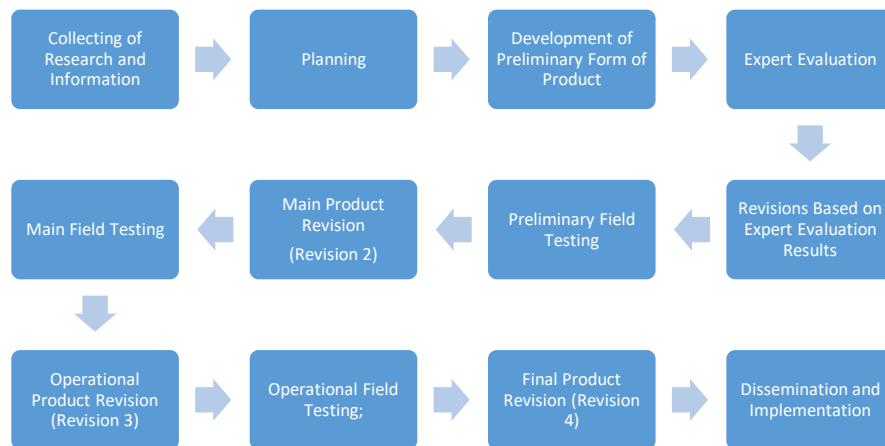 Collecting of
Research and
Information
Planning
Development of
Preliminary Form of
Product
Expert Evaluation
Revisions Based on
Expert Evaluation
Results
Preliminary Field
Testing
Main Product
Revision
(Revision 2)
Main Field Testing
Operational
Product Revision
(Revision 3)
Operational Field
Testing;
Final Product
Revision (Revision
4)
Dissemination and
Implementation